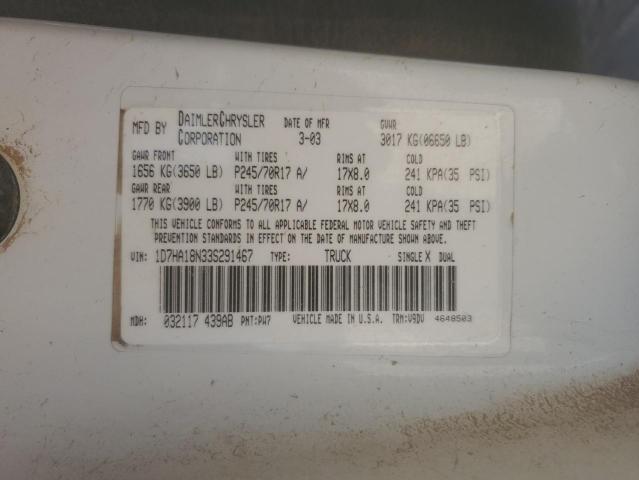 MFD BY DAIMLERCHRYSLER CORPORATION DATE OF MFR 3-03 GVWR 3017 KG(06650 LB)
GAWR FRONT WITH TIRES RIMS AT COLD
1656 KG(3650 LB) P245/70R17 A/ 17X8.0 241 KPA(35 PSI)
GAWR REAR WITH TIRES RIMS AT COLD
1770 KG(3900 LB) P245/70R17 A/ 17X8.0 241 KPA(35 PSI)
THIS VEHICLE CONFORMS TO ALL APPLICABLE FEDERAL MOTOR VEHICLE SAFETY AND THEFT
PREVENTION STANDARDS IN EFFECT ON THE DATE OF MANUFACTURE SHOWN ABOVE.
VIN: 1D7HA18N33S291467 TYPE: TRUCK SINGLE X DUAL
MDH: 032117 439AB PNT:PW7 VEHICLE MADE IN U.S.A. TRM:V9DV 4648503